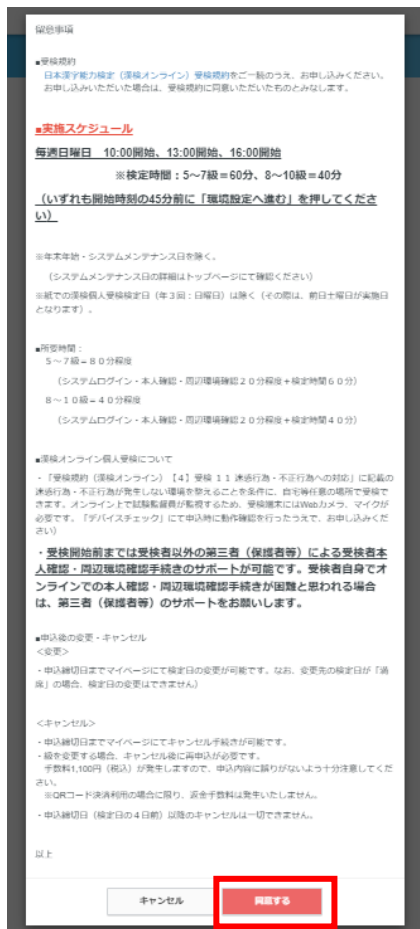 留意事項
■受検規約
日本漢字能力検定（漢検オンライン）受検規約をご一読のうえ、お申し込みください。
お申し込みいただいた場合は、受検規約に同意いただいたものとみなします。
■実施スケジュール
毎週日曜日　10:00開始、13:00開始、16:00開始
※検定時間：5～7級＝60分、8～10級＝40分
（いずれも開始時刻の45分前に「環境設定へ進む」を押してくださ
い）
※年末年始・システムメンテナンス日を除く。
（システムメンテナンス日の詳細はトップページにて確認ください）
※紙での漢検個人受検検定日（年３回：日曜日）は除く（その際は、前日土曜日が実施日
となります）。
■所要時間：
５～７級＝８０分程度
（システムログイン・本人確認・周辺環境確認２０分程度＋検定時間６０分）
８～１０級＝４０分程度
（システムログイン・本人確認・周辺環境確認２０分程度＋検定時間４０分）
■漢検オンライン個人受検について
・「受検規約（漢検オンライン）【4】受検 １１ 迷惑行為・不正行為への対応」に記載の
迷惑行為・不正行為が発生しない環境を整えることを条件に、自宅等任意の場所で受検で
きます。オンライン上で試験監督員が監視するため、受検端末にはWebカメラ、マイクが
必要です。「デバイスチェック」にて申込時に動作確認を行ったうえで、お申し込みくだ
さい）
・受検開始前までは受検者以外の第三者（保護者等）による受検者本
人確認・周辺環境確認手続きのサポートが可能です。受検者自身でオ
ンラインでの本人確認・周辺環境確認手続きが困難と思われる場合
は、第三者（保護者等）のサポートをお願いします。
■申込後の変更・キャンセル
＜変更＞
・申込締切日までマイページにて検定日の変更が可能です。なお、変更先の検定日が「満
席」の場合、検定日の変更はできません）
＜キャンセル＞
・申込締切日までマイページにてキャンセル手続きが可能です。
・級を変更する場合、キャンセル後に再申込が必要です。
手数料1,100円（税込）が発生しますので、申込内容に誤りがないよう十分注意してくだ
さい。
※QRコード決済利用の場合に限り、返金手数料は発生いたしません。
・申込締切日（検定日の４日前）以降のキャンセルは一切できません。
以上
キャンセル
同意する